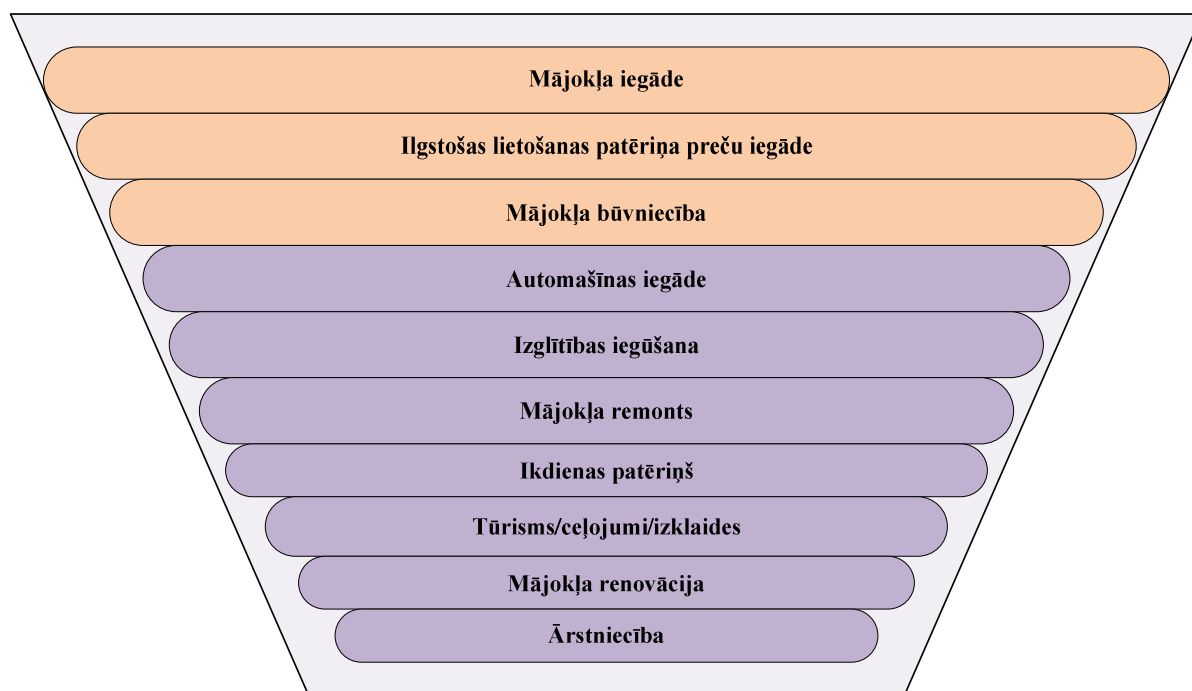 Mājokļa iegāde
Ilgstošas lietošanas patēriņa preču iegāde
Mājokļa būvniecība
Automašīnas iegāde
Izglītības iegūšana
Mājokļa remonts
Ikdienas patēriņš
Tūrisms/ceļojumi/izklaides
Mājokļa renovācija
Ārstniecība